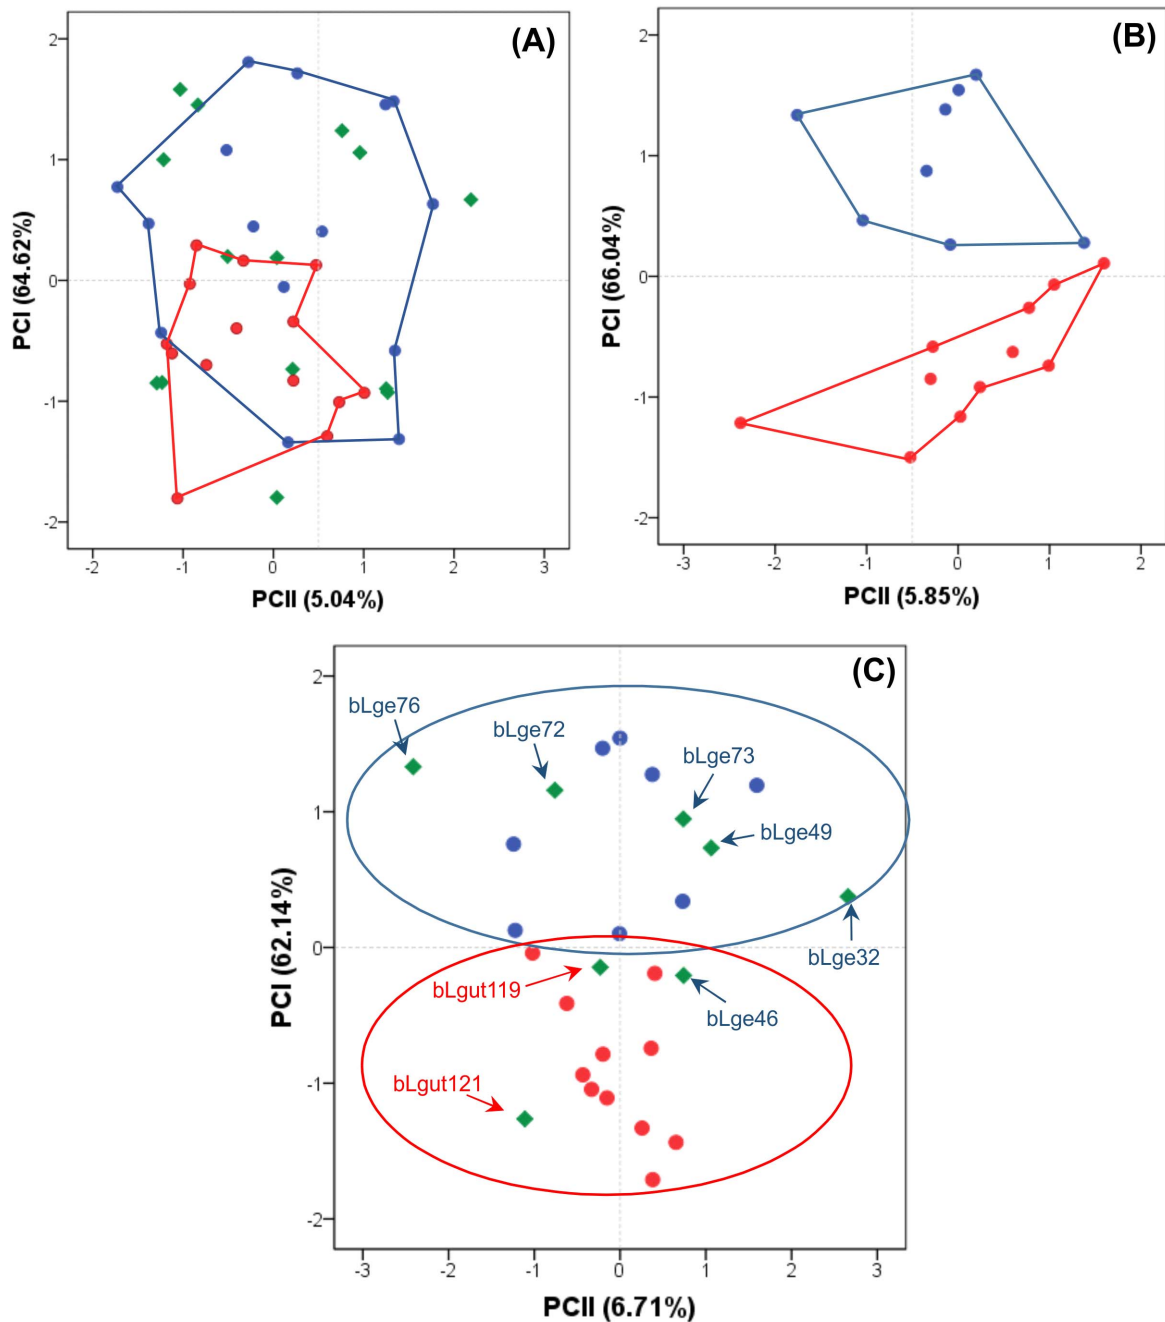 (A)
2
1
0
-1
-2
PCI (64.62%)
-2
-1
0
1
2
3
PCII (5.04%)
(B)
2
1
0
-1
-2
PCI (66.04%)
-3
-2
-1
0
1
2
PCII (5.85%)
(C)
2
1
0
-1
-2
PCI (62.14%)
bLge76
bLge72
bLge73
bLge49
bLge32
bLgut119
bLge46
bLgut121
-3
-2
-1
0
1
2
3
PCII (6.71%)